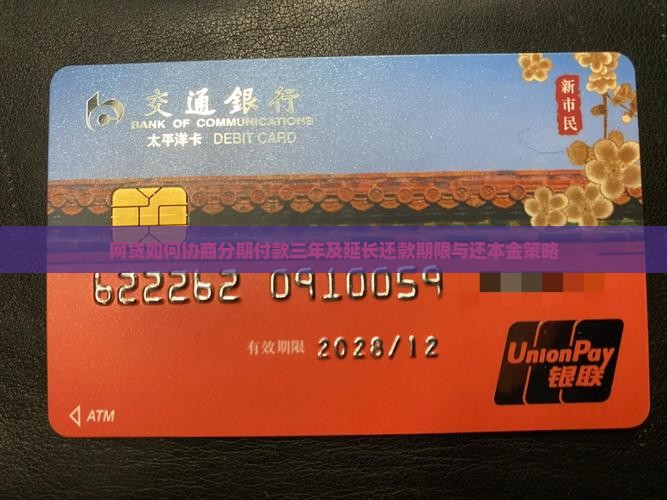 交通銀行
BANK OF COMMUNICATIONS
太平洋卡 DEBIT CARD
新市民
网贷如何协商分期付款三年及延长还款期限与还本金策略
622262 0910059
有效期限 2028/12
UnionPay
银联
ATM